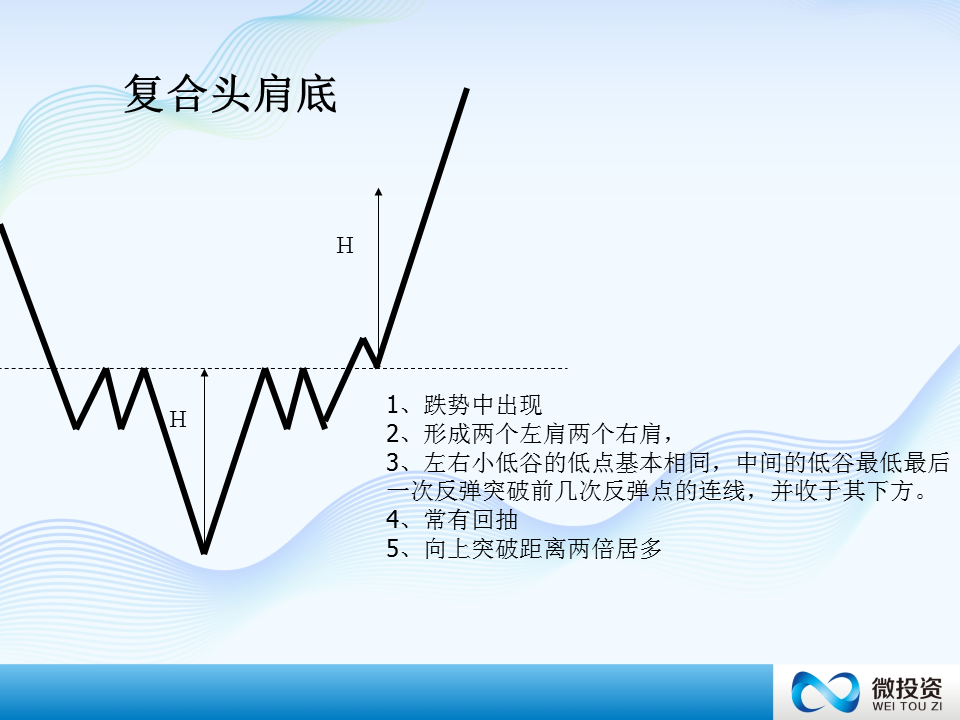 复合头肩底
H
H
1、跌势中出现
2、形成两个左肩两个右肩，
3、左右小低谷的低点基本相同，中间的低谷最低最后
一次反弹突破前几次反弹点的连线，并收于其下方。
4、常有回抽
5、向上突破距离两倍居多
微投资
WEI TOU ZI